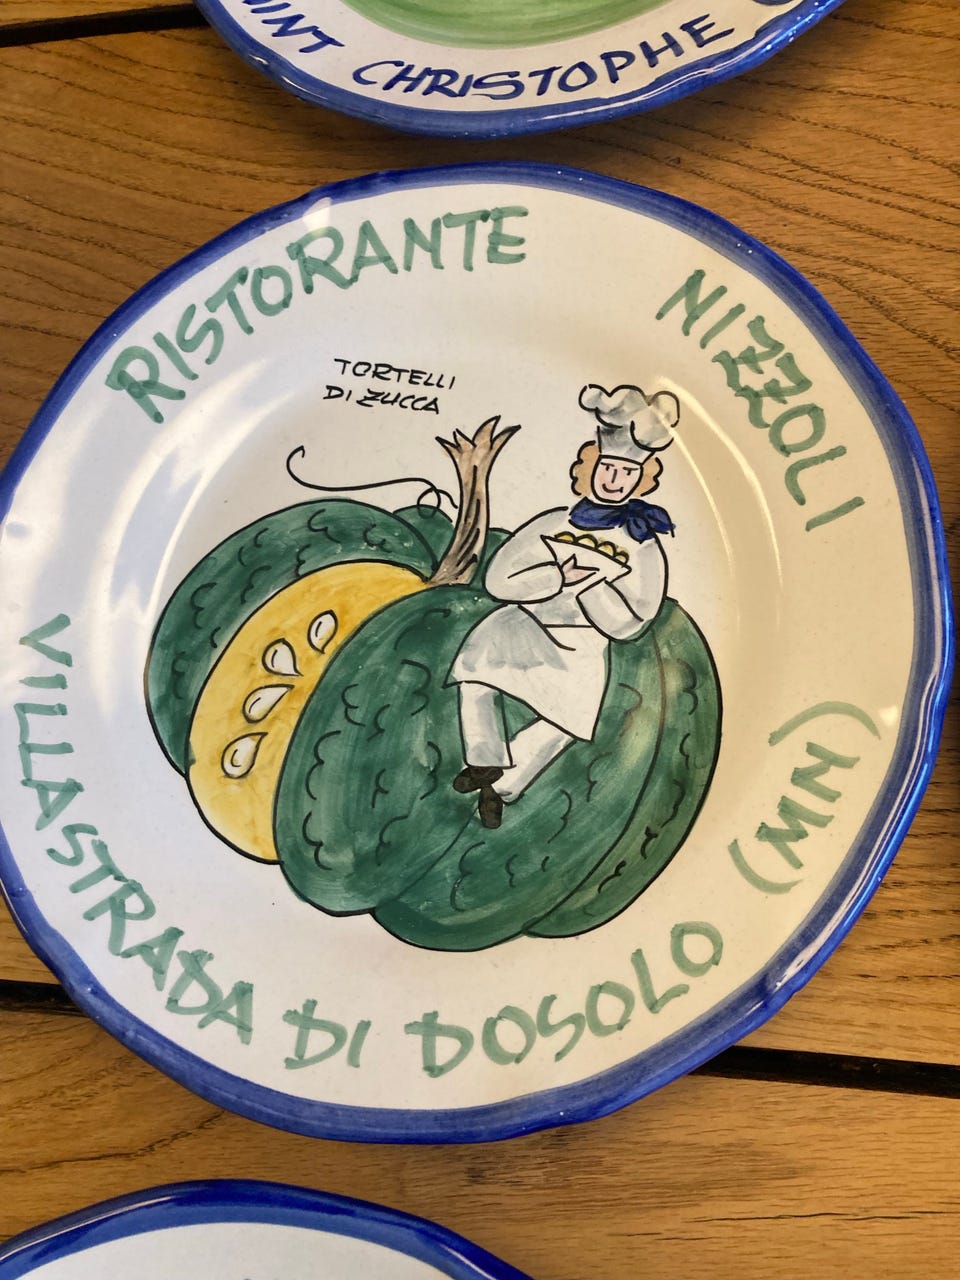 CHRISTOPHE
RISTORANTE NIZZOLI
TORTELLI
DI ZUCCA
VILLASTRADA DI DOSOLO (MN)